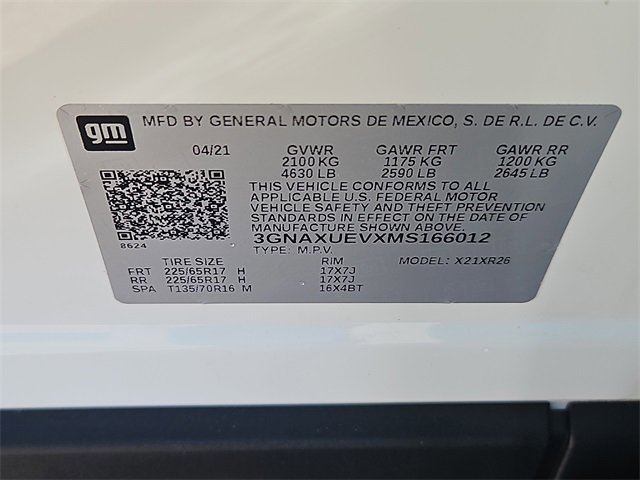 gm MFD BY GENERAL MOTORS DE MEXICO, S. DE R.L. DE C.V.
04/21 GVWR GAWR FRT GAWR RR
2100 KG 1175 KG 1200 KG
4630 LB 2590 LB 2645 LB
THIS VEHICLE CONFORMS TO ALL
APPLICABLE U.S. FEDERAL MOTOR
VEHICLE SAFETY AND THEFT PREVENTION
STANDARDS IN EFFECT ON THE DATE OF
MANUFACTURE SHOWN ABOVE.
3GNAXUEVXMS166012
8624
TYPE: M.P.V. MODEL: X21XR26
TIRE SIZE RIM
FRT 225/65R17 H 17X7J
RR 225/65R17 H 17X7J
SPA T135/70R16 M 16X4BT